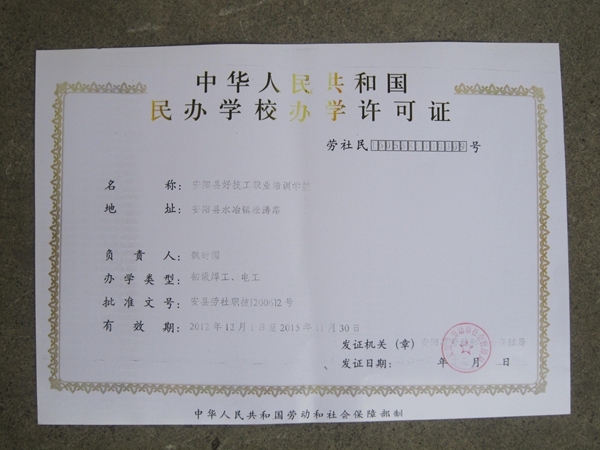 中华人民共和国
民办学校办学许可证
劳社民 号
名 称: 安阳县好技工职业培训学校
地 址: 安阳县水冶镇
负 责 人:
办学类型: 电工
批准文号: 安县劳社职技[2006]2号
有 效 期: 2012年12月1日至2015年11月30日
发证机关(章)
发证日期: 年 月 日
中华人民共和国劳动和社会保障部制